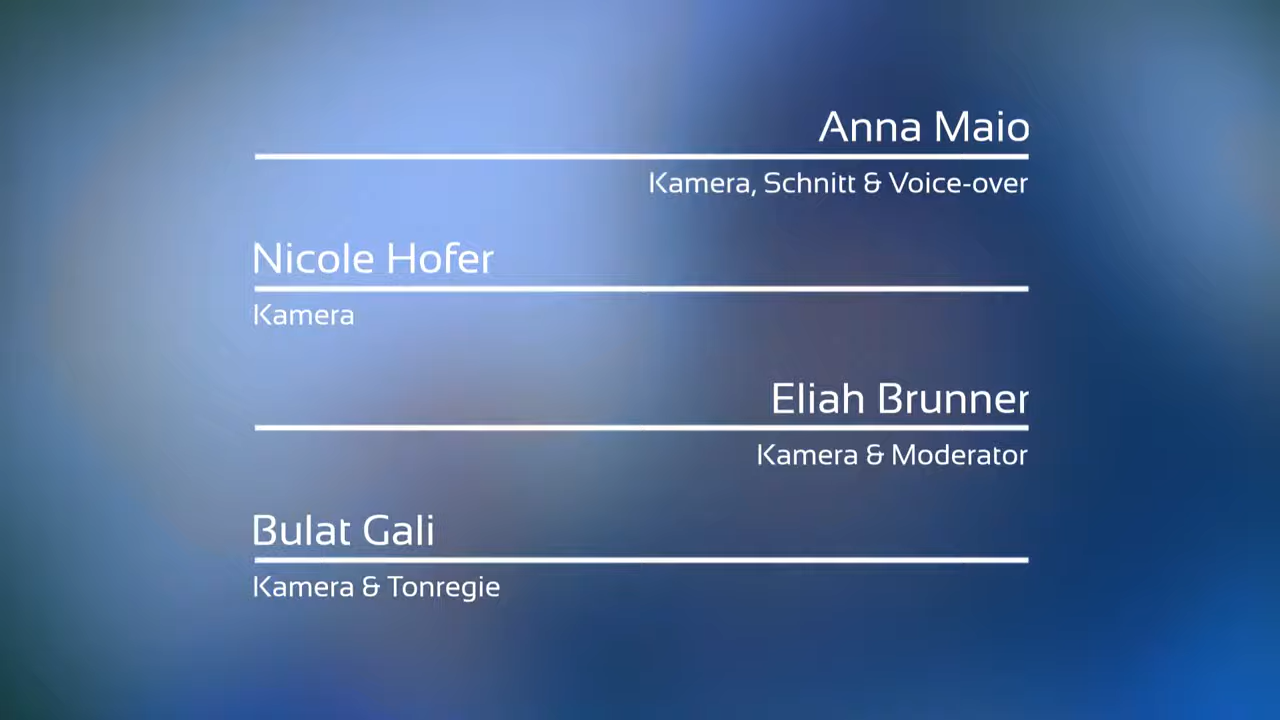 Anna Maio
Kamera, Schnitt & Voice-over
Nicole Hofer
Kamera
Eliah Brunner
Kamera & Moderator
Bulat Gali
Kamera & Tonregie